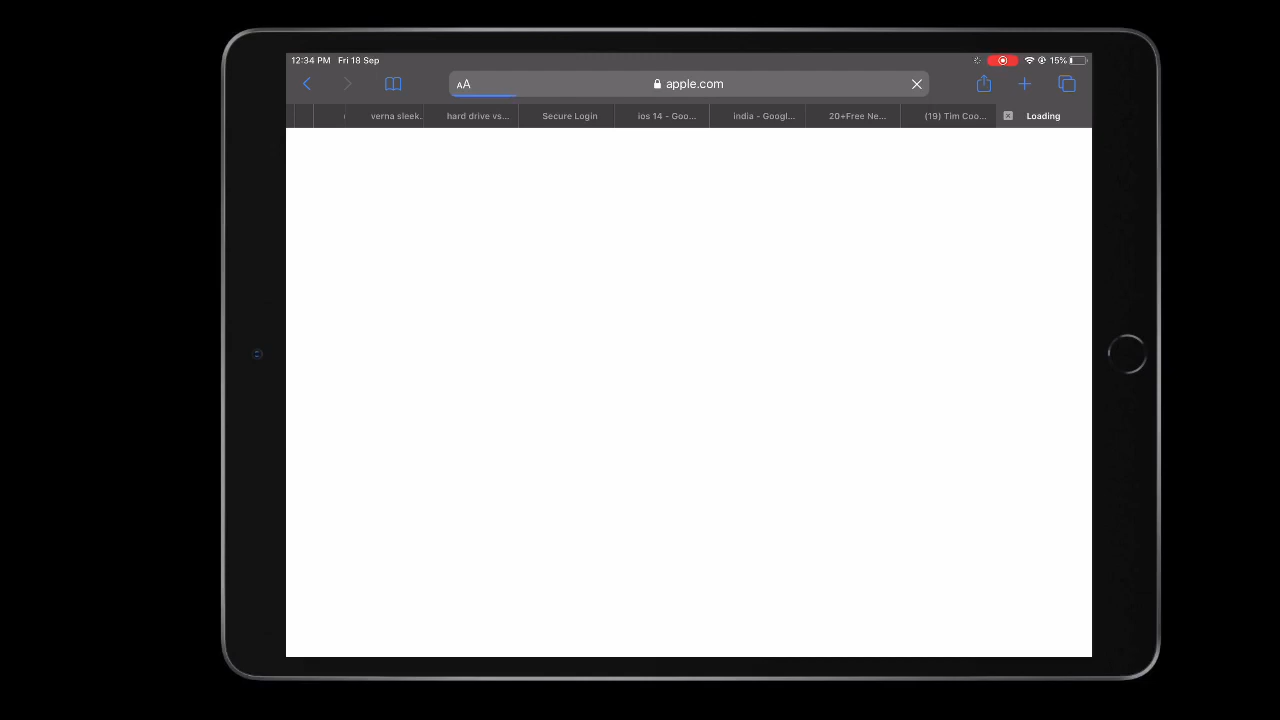 12:34 PM Fri 18 Sep 15%
AA apple.com
verna sleek. hard drive vs... Secure Login ios 14 - Goo... india - Googl... 20+Free Ne... (19) Tim Coo... Loading